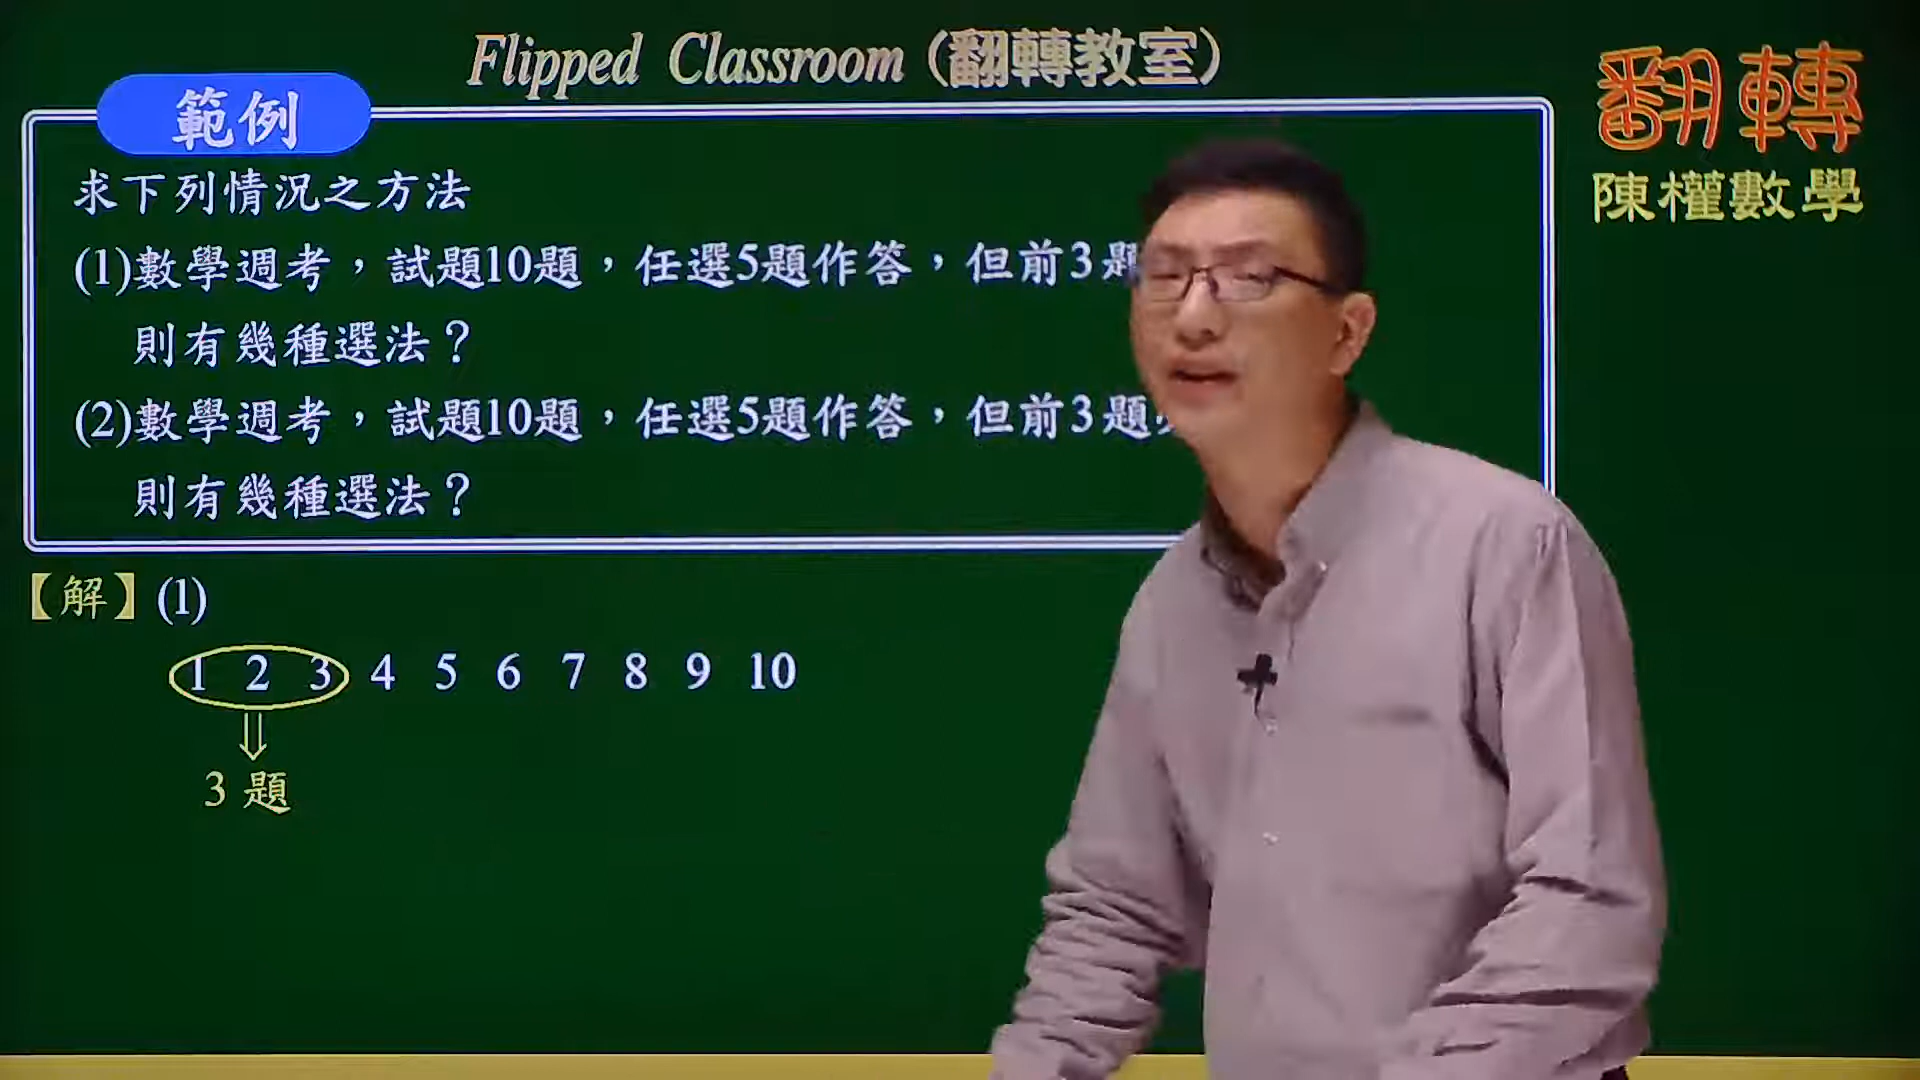 Flipped Classroom (翻轉教室)
翻轉
陳權數學
範例
求下列情況之方法
(1)數學週考，試題10題，任選5題作答，但前3題
則有幾種選法？
(2)數學週考，試題10題，任選5題作答，但前3題
則有幾種選法？
【解】(1)
1 2 3 4 5 6 7 8 9 10
⇓
3 題